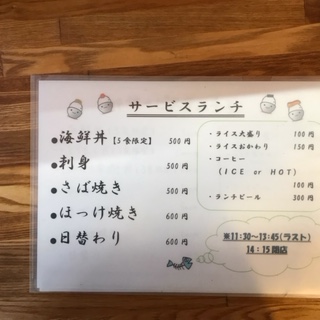 サービスランチ
●海鮮丼【5食限定】 500円
●刺身 500円
●さば焼き 500円
●ほっけ焼き 600円
●日替わり 600円
・ライス大盛り 100円
・ライスおかわり 150円
・コーヒー
(ICE or HOT)
100円
・ランチビール 300円
※11:30~13:45(ラスト)
14:15閉店